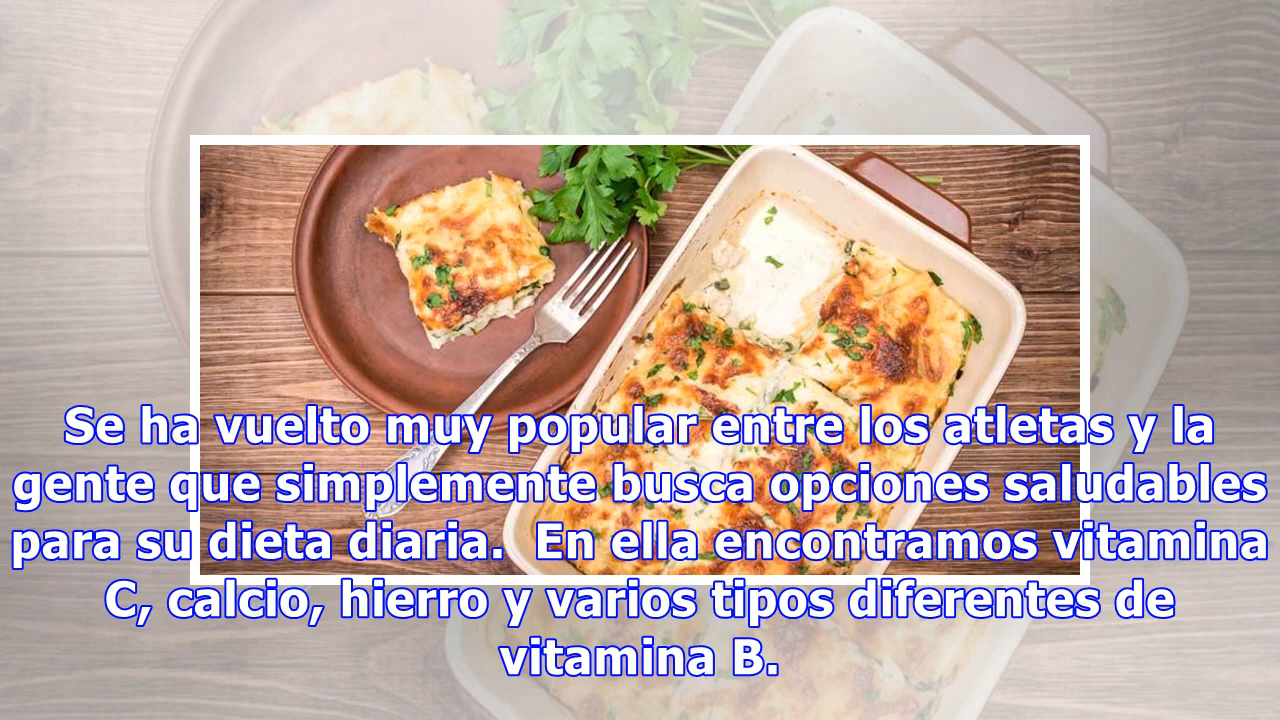 Se ha vuelto muy popular entre los atletas y la
gente que simplemente busca opciones saludables
para su dieta diaria.  En ella encontramos vitamina
C, calcio, hierro y varios tipos diferentes de
vitamina B.